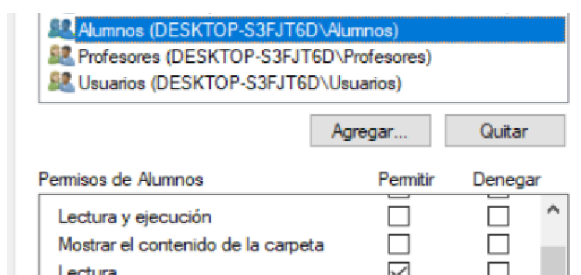 Alumnos (DESKTOP-S3FJT6D\Alumnos)
Profesores (DESKTOP-S3FJT6D\Profesores)
Usuarios (DESKTOP-S3FJT6D\Usuarios)
Agregar... Quitar
Permisos de Alumnos Permitir Denegar
Lectura y ejecución
Mostrar el contenido de la carpeta
Lectura